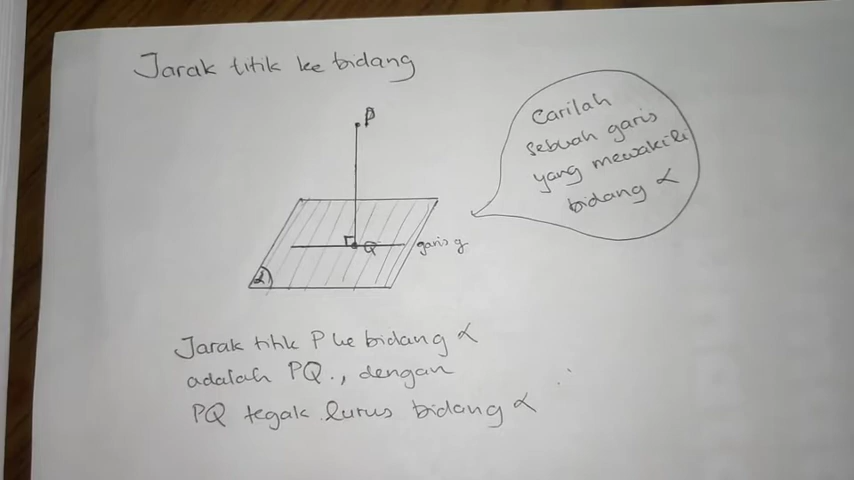 Jarak titik ke bidang
P
Carilah
sebuah garis
yang mewakili
bidang α
Q
garis g
α
Jarak titik P ke bidang α
adalah PQ., dengan
PQ tegak lurus bidang α